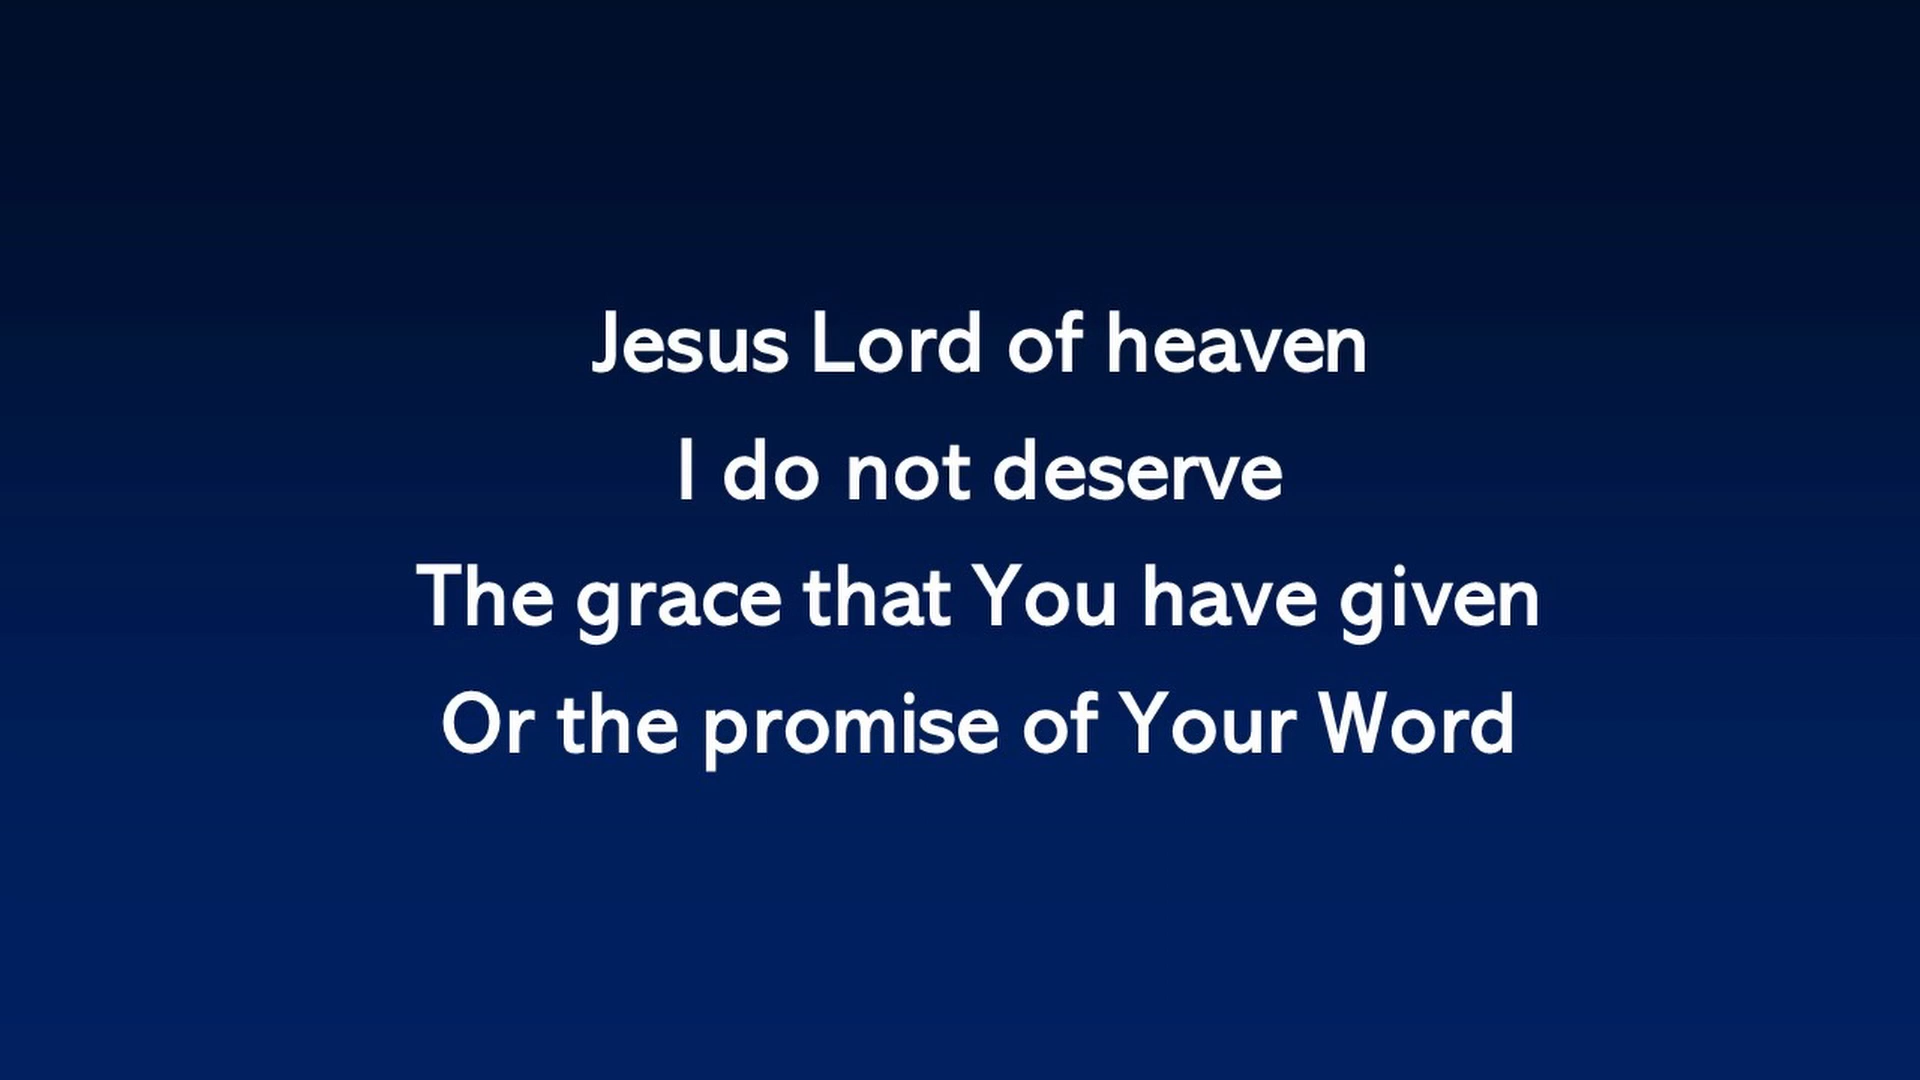 Jesus Lord of heaven
I do not deserve
The grace that You have given
Or the promise of Your Word